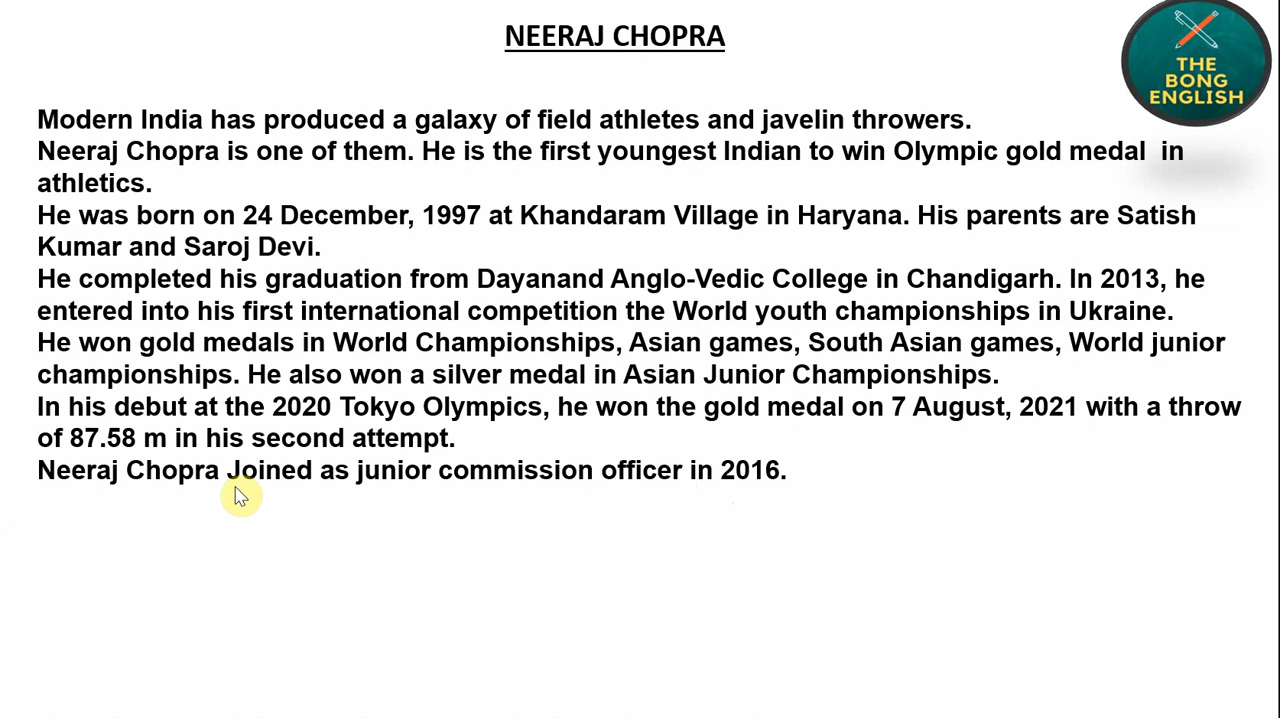 NEERAJ CHOPRA
THE
BONG
ENGLISH
Modern India has produced a galaxy of field athletes and javelin throwers.
Neeraj Chopra is one of them. He is the first youngest Indian to win Olympic gold medal  in
athletics.
He was born on 24 December, 1997 at Khandaram Village in Haryana. His parents are Satish
Kumar and Saroj Devi.
He completed his graduation from Dayanand Anglo-Vedic College in Chandigarh. In 2013, he
entered into his first international competition the World youth championships in Ukraine.
He won gold medals in World Championships, Asian games, South Asian games, World junior
championships. He also won a silver medal in Asian Junior Championships.
In his debut at the 2020 Tokyo Olympics, he won the gold medal on 7 August, 2021 with a throw
of 87.58 m in his second attempt.
Neeraj Chopra Joined as junior commission officer in 2016.